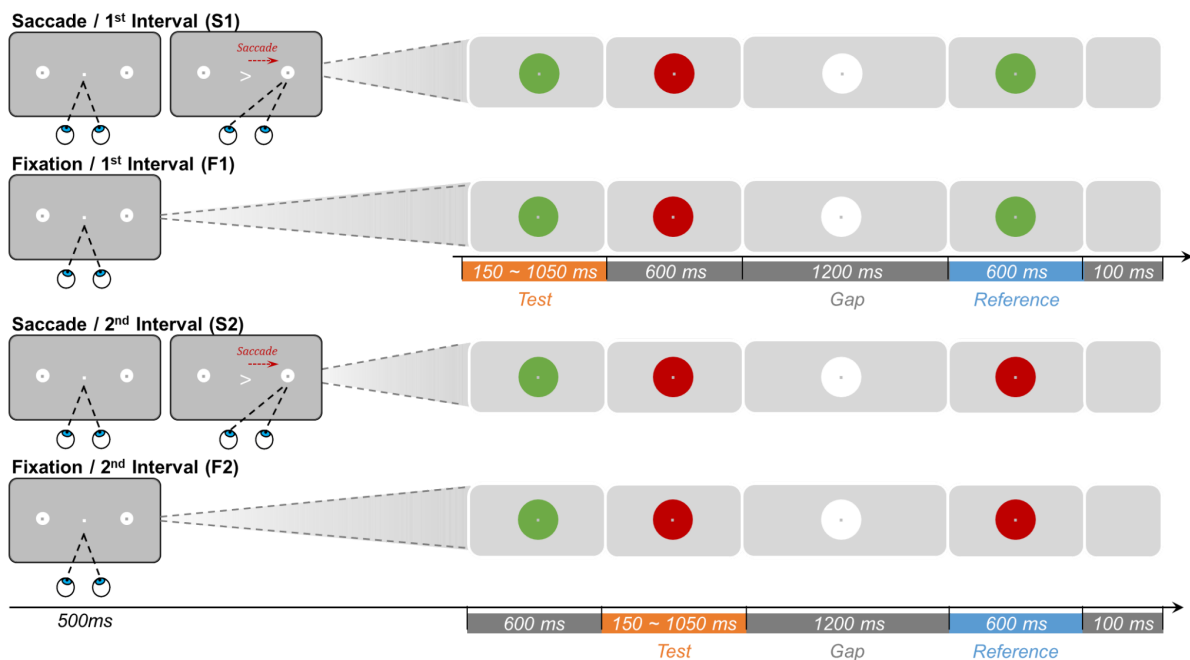 Saccade / 1st Interval (S1)
Saccade
>
Fixation / 1st Interval (F1)
150 ~ 1050 ms 600 ms 1200 ms 600 ms 100 ms
Test Gap Reference
Saccade / 2nd Interval (S2)
Saccade
>
Fixation / 2nd Interval (F2)
500ms 600 ms 150 ~ 1050 ms 1200 ms 600 ms 100 ms
Test Gap Reference